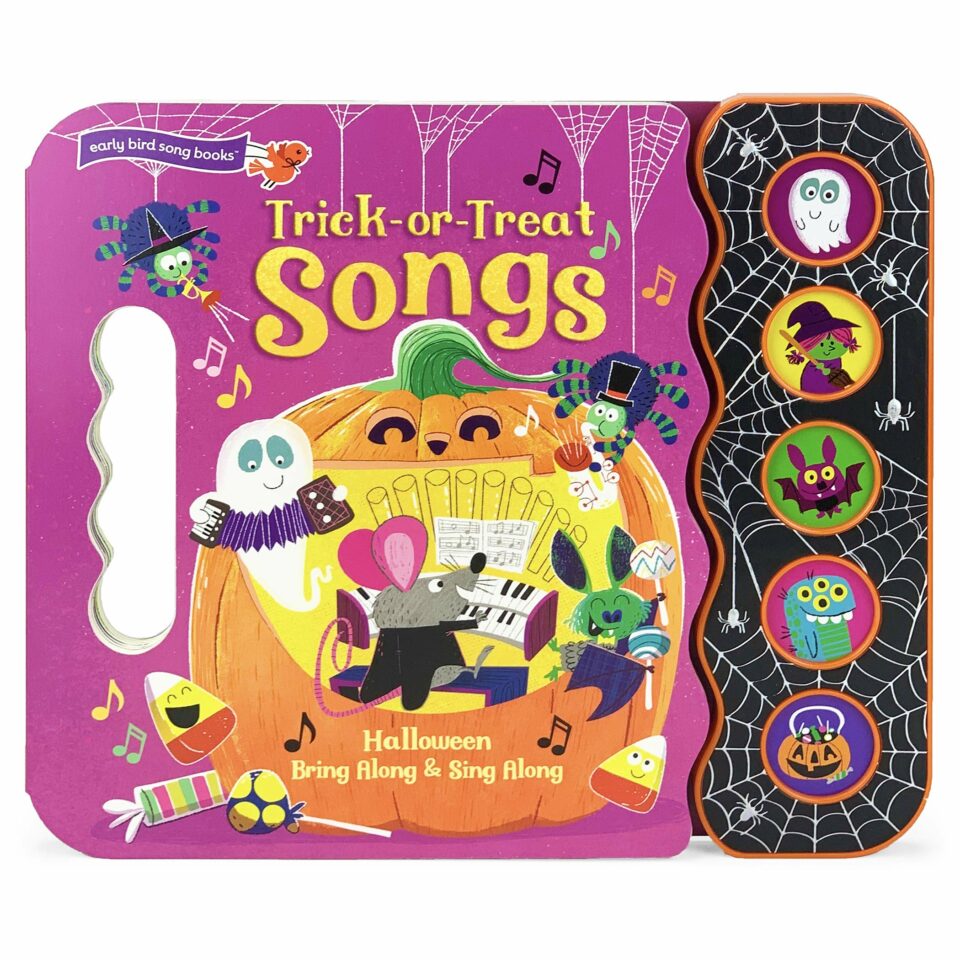 early bird song books™
Trick-or-Treat
Songs
Halloween
Bring Along & Sing Along